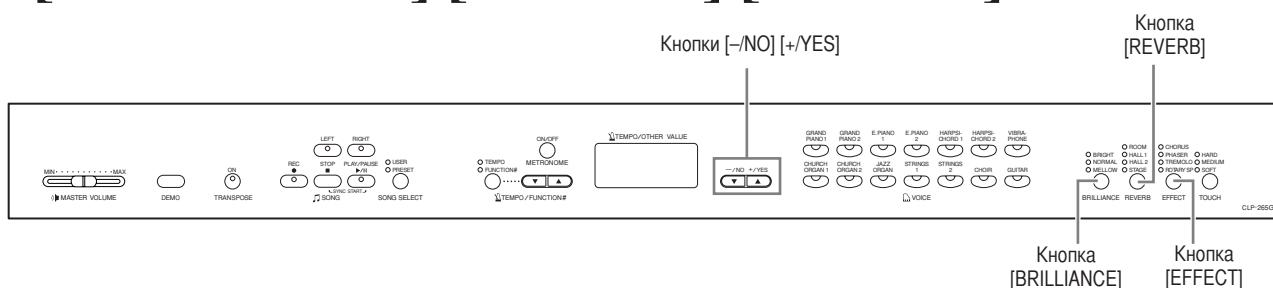 Кнопка
[REVERB]
Кнопки [–/NO] [+/YES]
GRAND PIANO 1
GRAND PIANO 2
E.PIANO 1
E.PIANO 2
HARPSI-CHORD 1
HARPSI-CHORD 2
VIBRA-PHONE
LEFT
RIGHT
ON/OFF
TEMPO/OTHER VALUE
ROOM
CHORUS
REC
STOP
PLAY/PAUSE
USER
PRESET
TEMPO
FUNCTION#
METRONOME
–/NO +/YES
CHURCH ORGAN 1
CHURCH ORGAN 2
JAZZ ORGAN
STRINGS 1
STRINGS 2
CHOIR
GUITAR
BRIGHT
HALL 1
PHASER
HARD
NORMAL
HALL 2
TREMOLO
MEDIUM
MELLOW
STAGE
ROTARY SP
SOFT
MIN
MAX
ON
MASTER VOLUME
DEMO
TRANSPOSE
SYNC START
SONG
SONG SELECT
TEMPO/FUNCTION#
VOICE
BRILLIANCE
REVERB
EFFECT
TOUCH
CLP-265G
Кнопка
[BRILLIANCE]
Кнопка
[EFFECT]